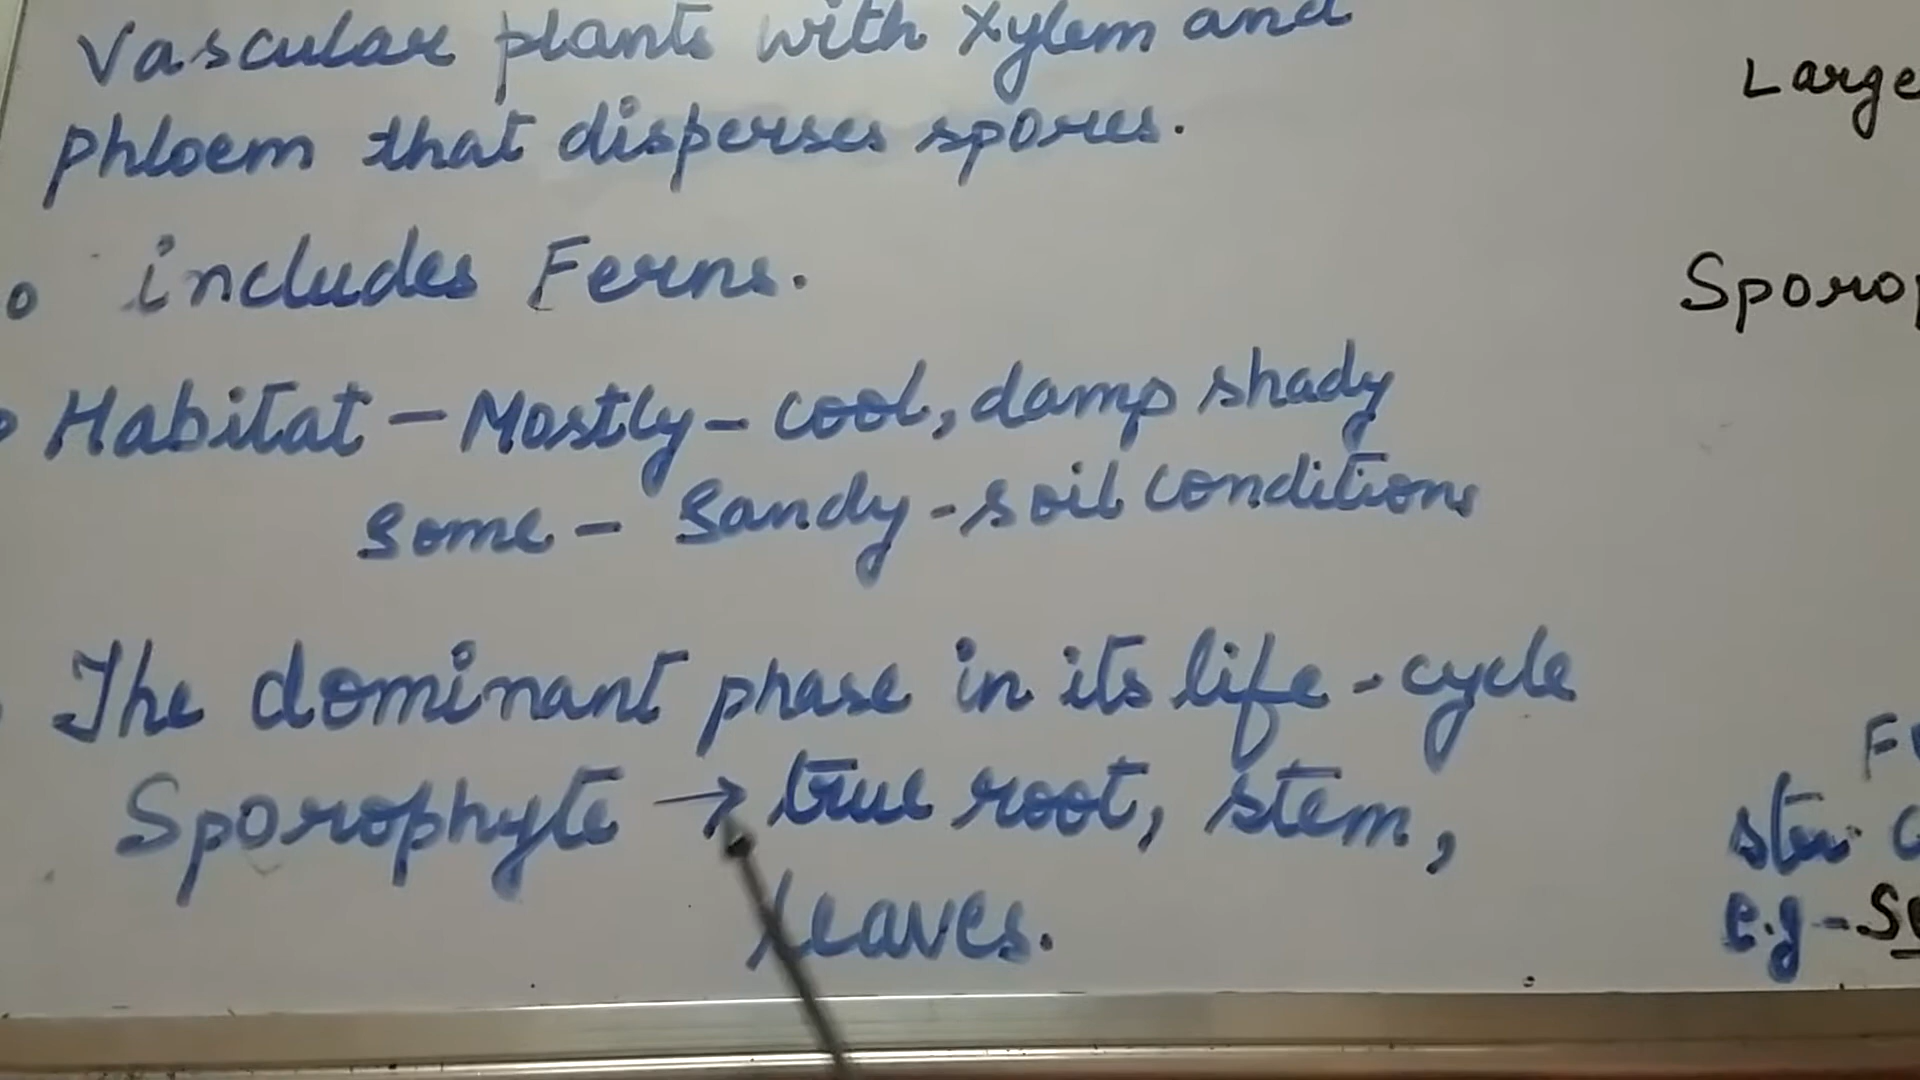 Vascular plants with Xylem and
phloem that disperses spores.
includes Ferns.
Habitat - Mostly - cool, damp shady
Some - Sandy - soil conditions
The dominant phase in its life - cycle
Sporophyte → true root, stem,
leaves.
Large
e.g -